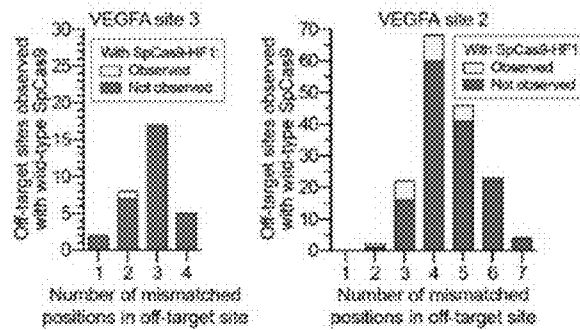 VEGFA site 3
Off-target sites observed
with wild-type SpCas9
30
25
20
15
10
5
0
With SpCas9-HF1:
Observed
Not observed
1 2 3 4
Number of mismatched
positions in off-target site
VEGFA site 2
Off-target sites observed
with wild-type SpCas9
70
60
50
40
30
20
10
0
With SpCas9-HF1:
Observed
Not observed
1 2 3 4 5 6 7
Number of mismatched
positions in off-target site